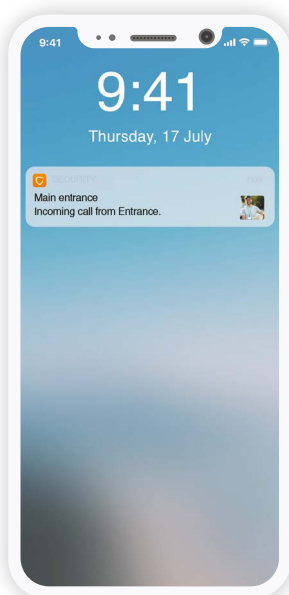 9:41
9:41
Thursday, 17 July
SECURITY now
Main entrance
Incoming call from Entrance.